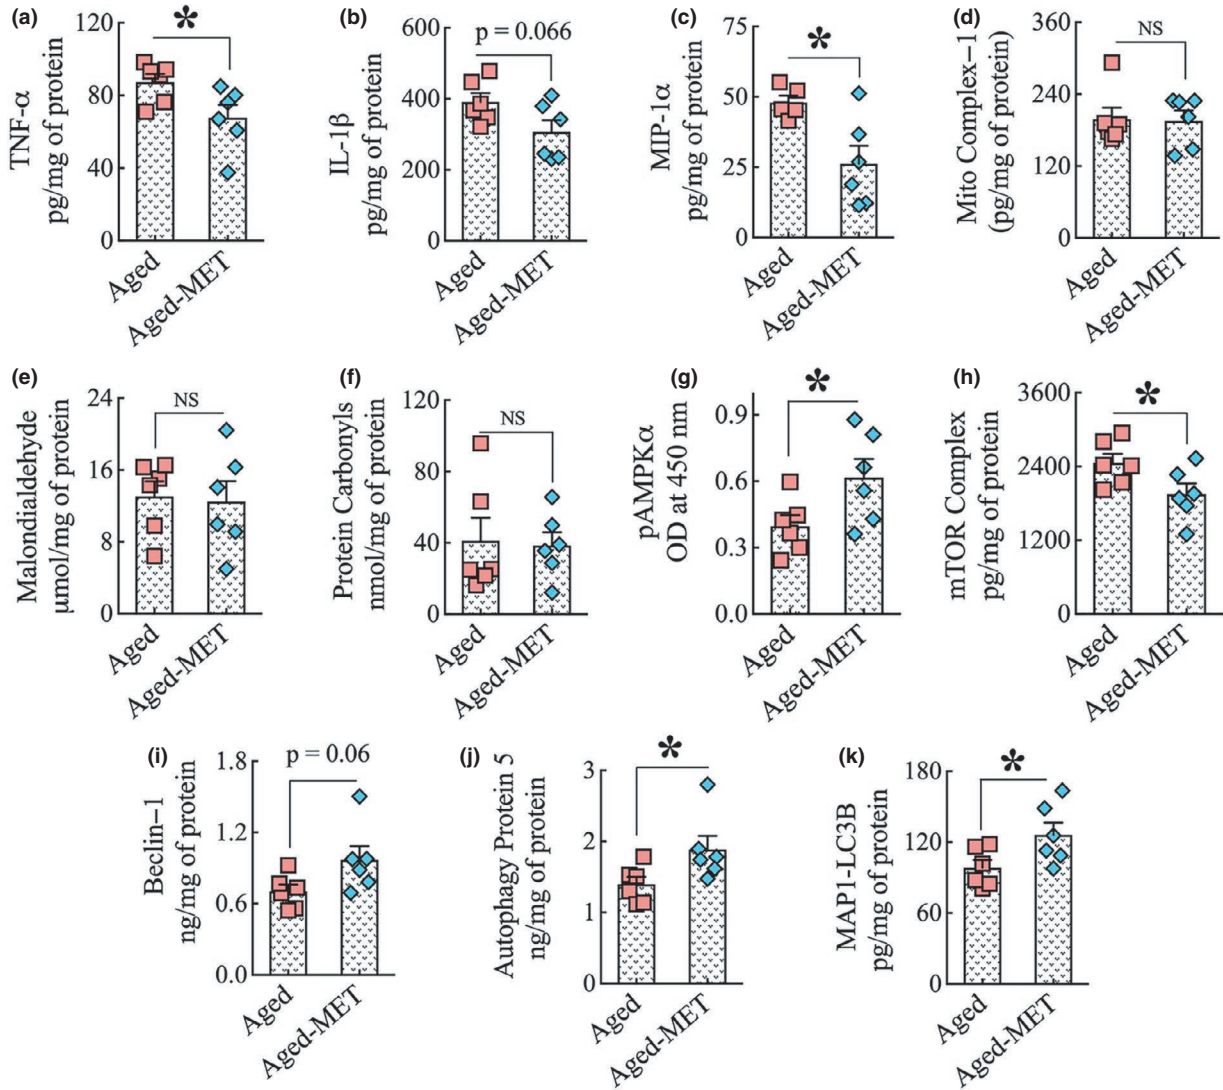 (a)
TNF-α
pg/mg of protein
120
80
40
0
*
Aged
Aged-MET
(b)
IL-1β
pg/mg of protein
600
400
200
0
p = 0.066
Aged
Aged-MET
(c)
MIP-1α
pg/mg of protein
75
50
25
0
*
Aged
Aged-MET
(d)
Mito Complex−1
(pg/mg of protein)
360
240
120
0
NS
Aged
Aged-MET
(e)
Malondialdehyde
µmol/mg of protein
24
16
8
0
NS
Aged
Aged-MET
(f)
Protein Carbonyls
nmol/mg of protein
120
80
40
0
NS
Aged
Aged-MET
(g)
pAMPKα
OD at 450 nm
0.9
0.6
0.3
0.0
*
Aged
Aged-MET
(h)
mTOR Complex
pg/mg of protein
3600
2400
1200
0
*
Aged
Aged-MET
(i)
Beclin−1
ng/mg of protein
1.8
1.2
0.6
0.0
p = 0.06
Aged
Aged-MET
(j)
Autophagy Protein 5
ng/mg of protein
3
2
1
0
*
Aged
Aged-MET
(k)
MAP1-LC3B
pg/mg of protein
180
120
60
0
*
Aged
Aged-MET